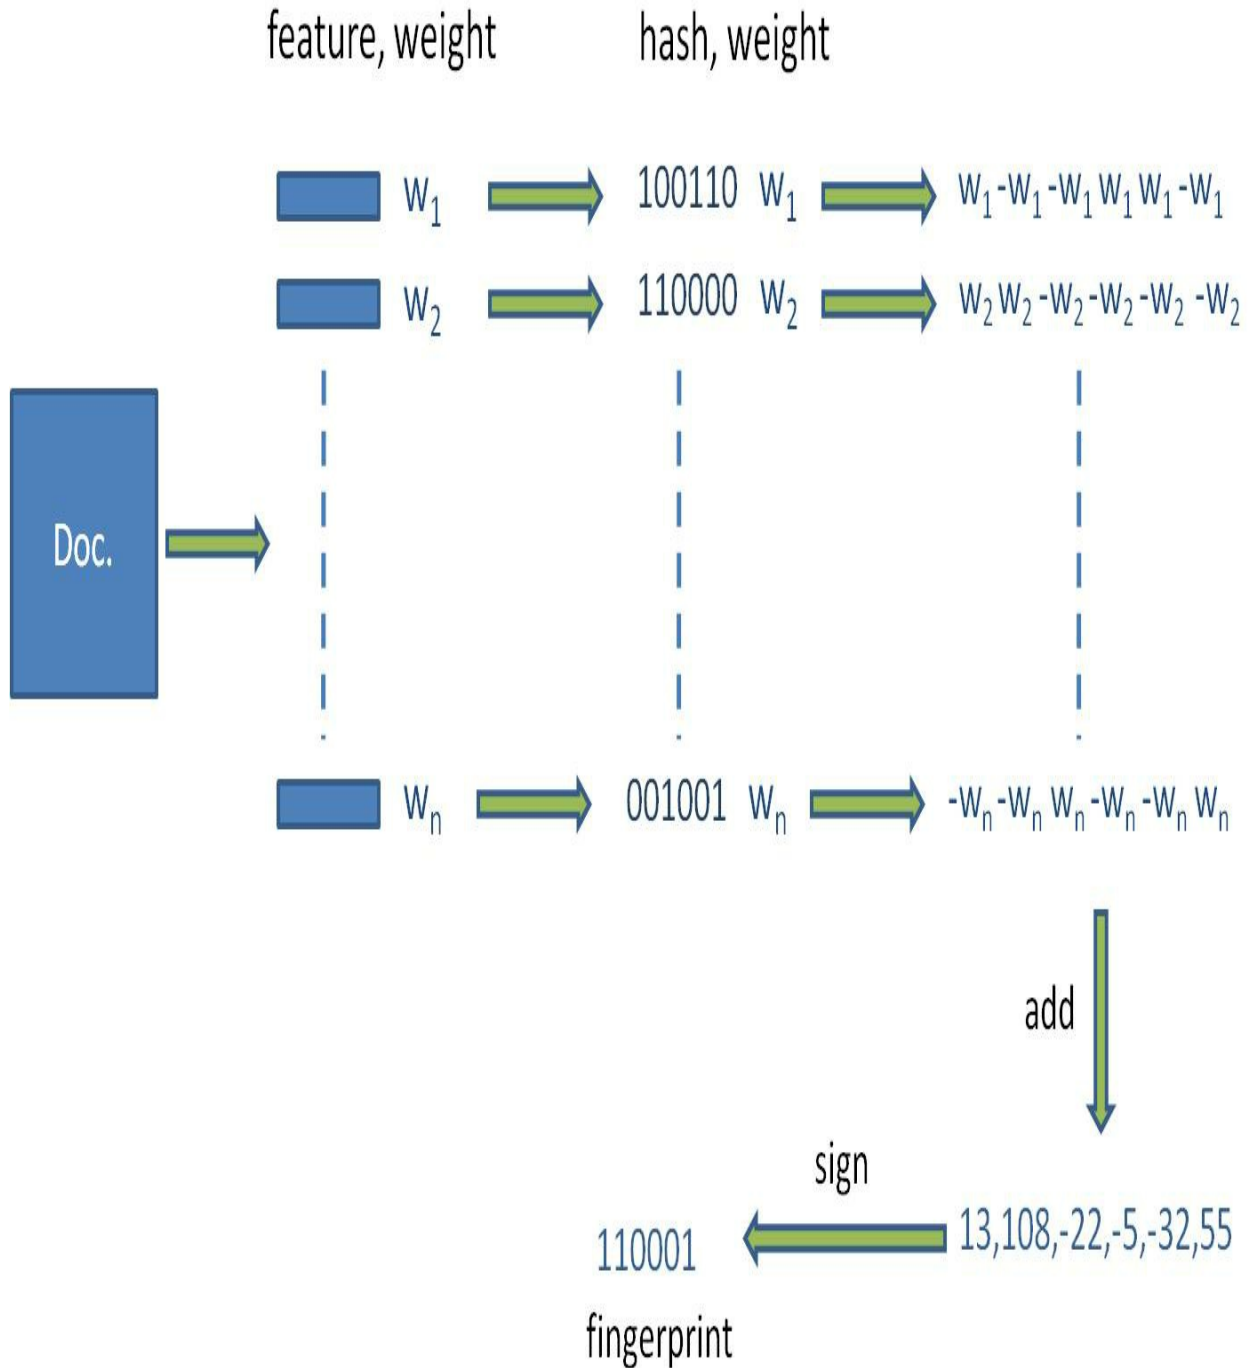 feature, weight hash, weight
W₁ 100110 W₁ W₁ -W₁ -W₁ W₁ W₁ -W₁
W₂ 110000 W₂ W₂ W₂ -W₂ -W₂ -W₂ -W₂
Doc.
Wₙ 001001 Wₙ -Wₙ -Wₙ Wₙ -Wₙ -Wₙ Wₙ
add
sign
110001 13,108,-22,-5,-32,55
fingerprint